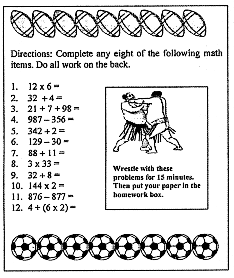 Directions: Complete any eight of the following math
items. Do all work on the back.
1. 12 x 6 =
2. 32 ÷ 4 =
3. 21 + 7 + 98 =
4. 987 – 356 =
5. 342 ÷ 2 =
6. 129 – 30 =
7. 88 ÷ 11 =
8. 3 x 33 =
9. 32 ÷ 8 =
10. 144 x 2 =
11. 876 – 877 =
12. 4 + (6 x 2) =
Wrestle with these
problems for 15 minutes.
Then put your paper in the
homework box.